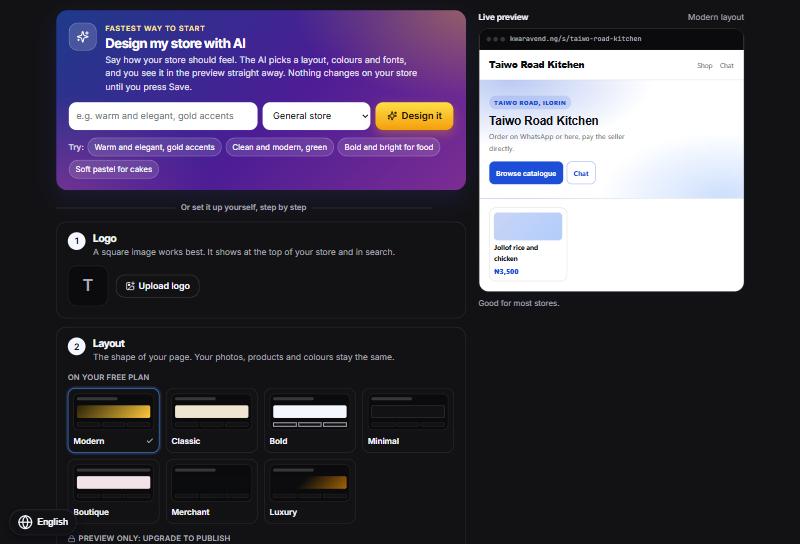 FASTEST WAY TO START
Design my store with AI
Say how your store should feel. The AI picks a layout, colours and fonts,
and you see it in the preview straight away. Nothing changes on your store
until you press Save.
e.g. warm and elegant, gold accents
General store
Design it
Try:
Warm and elegant, gold accents
Clean and modern, green
Bold and bright for food
Soft pastel for cakes
Or set it up yourself, step by step
1
Logo
A square image works best. It shows at the top of your store and in search.
T
Upload logo
2
Layout
The shape of your page. Your photos, products and colours stay the same.
ON YOUR FREE PLAN
Modern
Classic
Bold
Minimal
Boutique
Merchant
Luxury
PREVIEW ONLY: UPGRADE TO PUBLISH
English
Live preview
Modern layout
kwaravend.ng/s/taiwo-road-kitchen
Taiwo Road Kitchen
Shop
Chat
TAIWO ROAD, ILORIN
Taiwo Road Kitchen
Order on WhatsApp or here, pay the seller
directly.
Browse catalogue
Chat
Jollof rice and
chicken
₦3,500
Good for most stores.